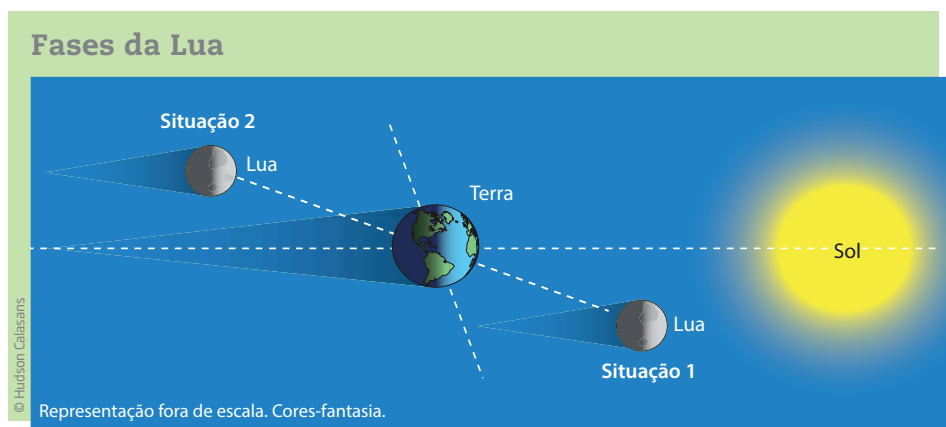 Fases da Lua
Situação 2
Lua
Terra
Sol
Lua
Situação 1
© Hudson Calasans
Representação fora de escala. Cores-fantasia.